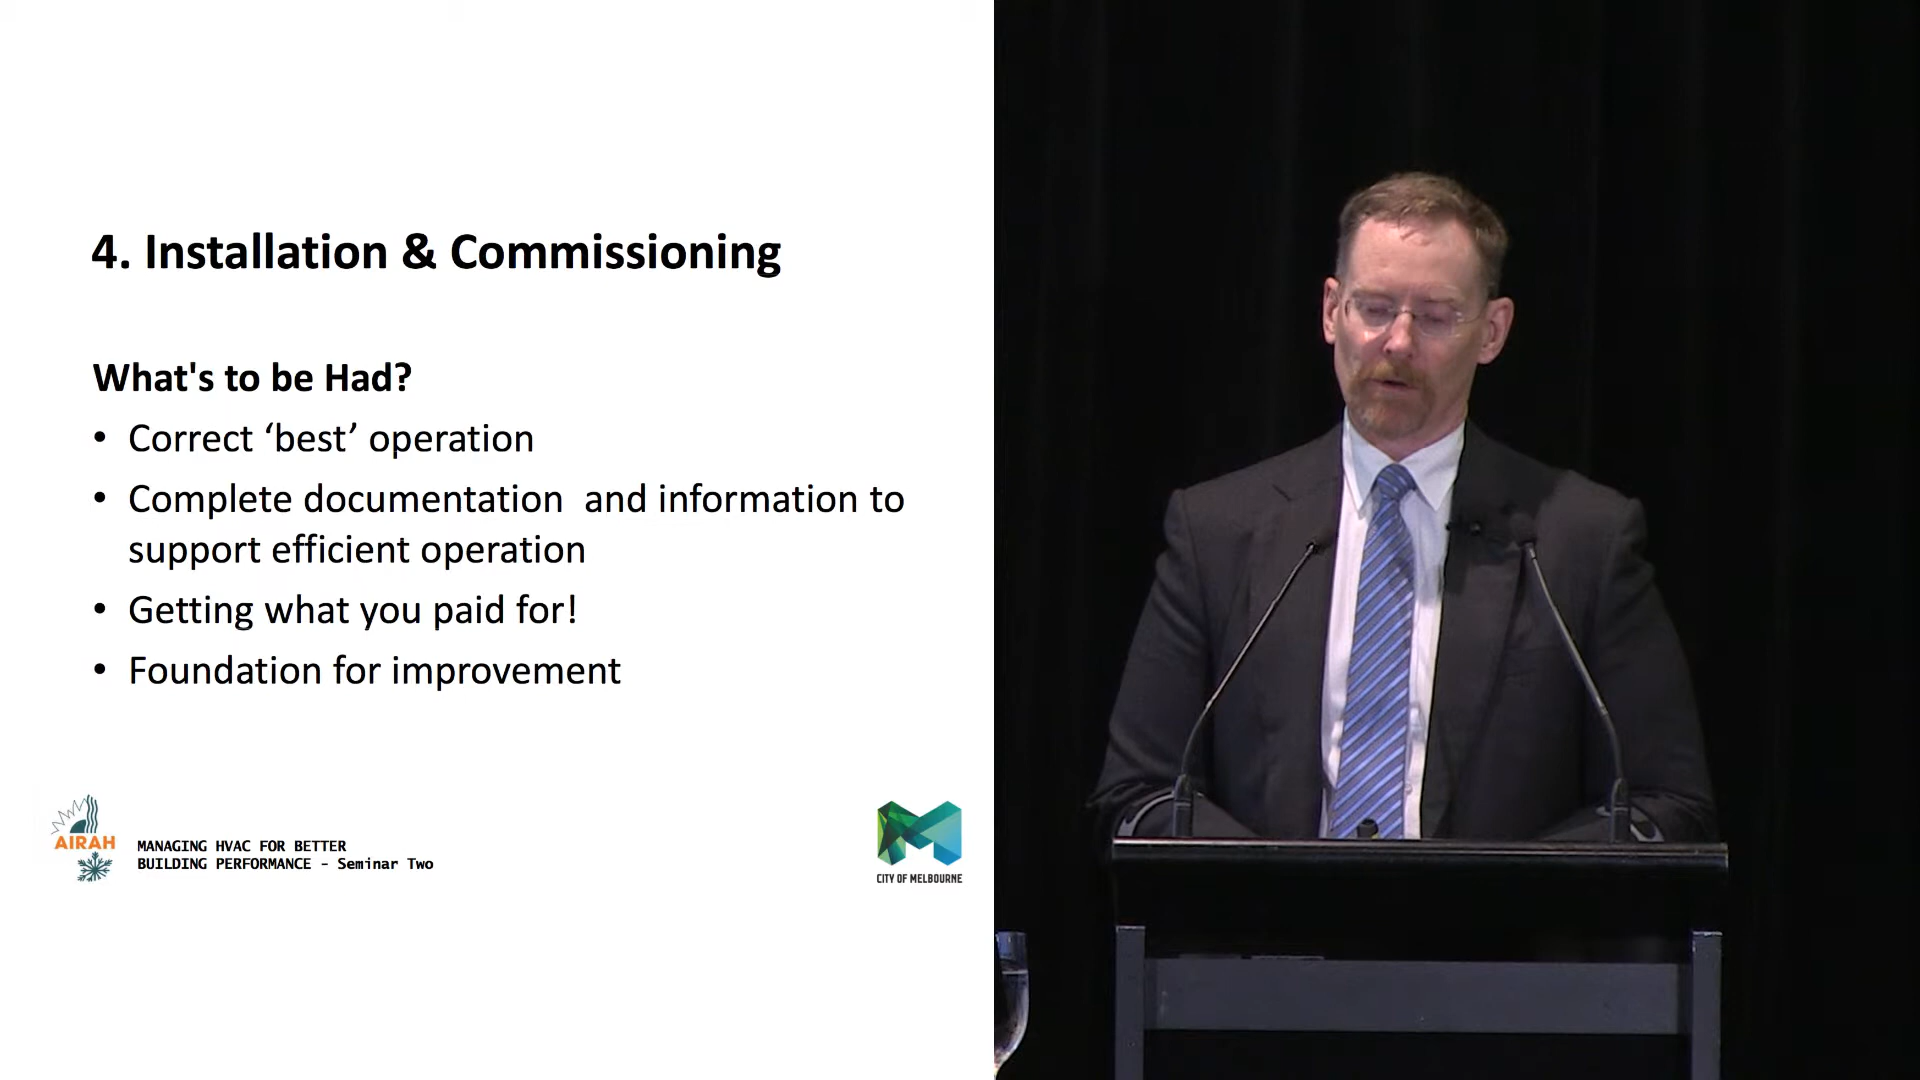 4. Installation & Commissioning
What's to be Had?
• Correct ‘best’ operation
• Complete documentation  and information to
support efficient operation
• Getting what you paid for!
• Foundation for improvement
AIRAH
MANAGING HVAC FOR BETTER
BUILDING PERFORMANCE - Seminar Two
CITY OF MELBOURNE